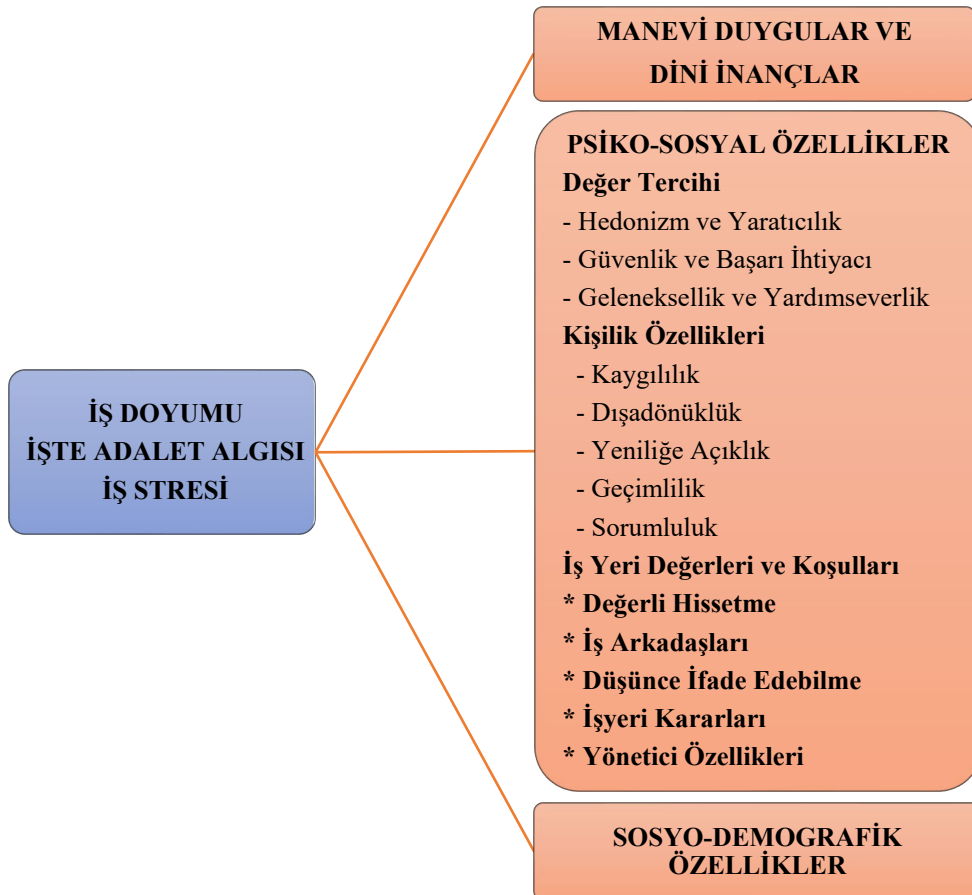 MANEVİ DUYGULAR VE
DİNİ İNANÇLAR
PSİKO-SOSYAL ÖZELLİKLER
Değer Tercihi
- Hedonizm ve Yaratıcılık
- Güvenlik ve Başarı İhtiyacı
- Geleneksellik ve Yardımseverlik
Kişilik Özellikleri
- Kaygılılık
- Dışadönüklük
- Yeniliğe Açıklık
- Geçimlilik
- Sorumluluk
İş Yeri Değerleri ve Koşulları
* Değerli Hissetme
* İş Arkadaşları
* Düşünce İfade Edebilme
* İşyeri Kararları
* Yönetici Özellikleri
İŞ DOYUMU
İŞTE ADALET ALGISI
İŞ STRESİ
SOSYO-DEMOGRAFİK
ÖZELLİKLER